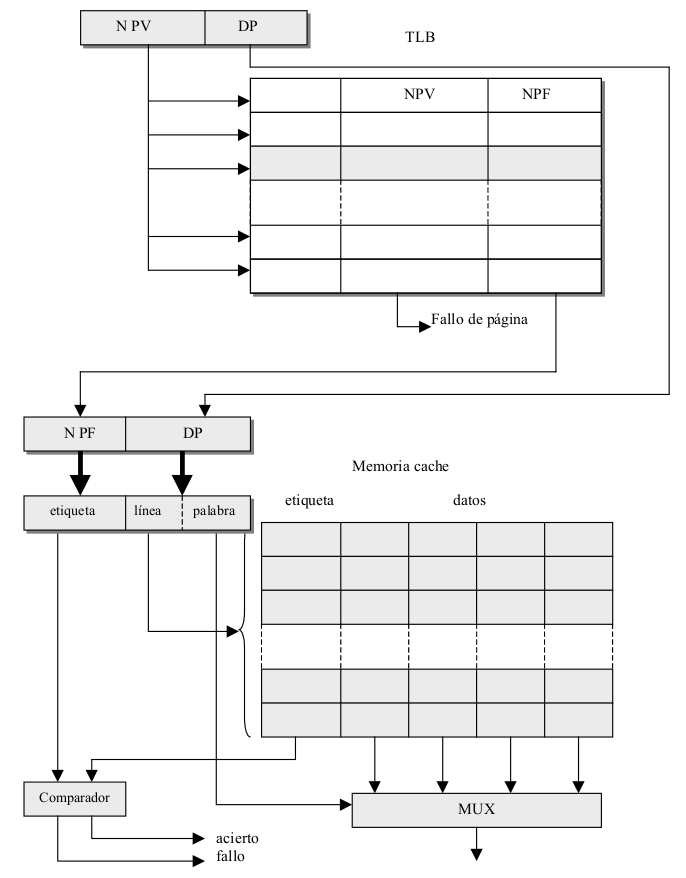 N PV DP
TLB
NPV NPF
Fallo de página
N PF DP
Memoria cache
etiqueta datos
etiqueta línea palabra
Comparador
MUX
acierto
fallo